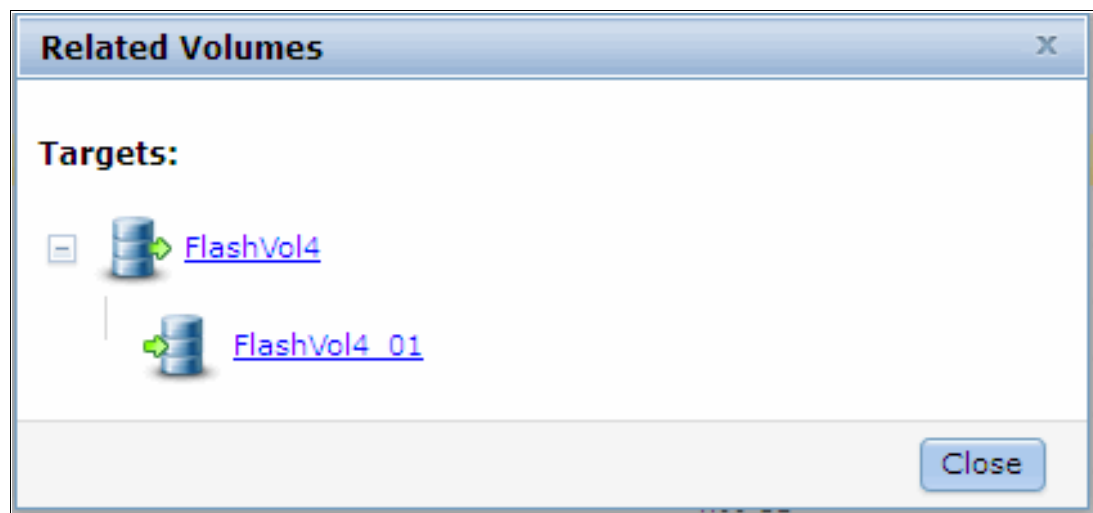 Related Volumes
x
Targets:
FlashVol4
FlashVol4_01
Close